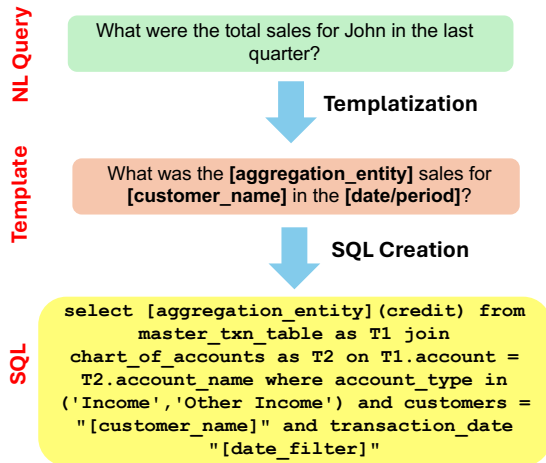 NL Query
What were the total sales for John in the last
quarter?
Templatization
Template
What was the [aggregation_entity] sales for
[customer_name] in the [date/period]?
SQL Creation
SQL
select [aggregation_entity](credit) from
master_txn_table as T1 join
chart_of_accounts as T2 on T1.account =
T2.account_name where account_type in
('Income','Other Income') and customers =
"[customer_name]" and transaction_date
"[date_filter]"